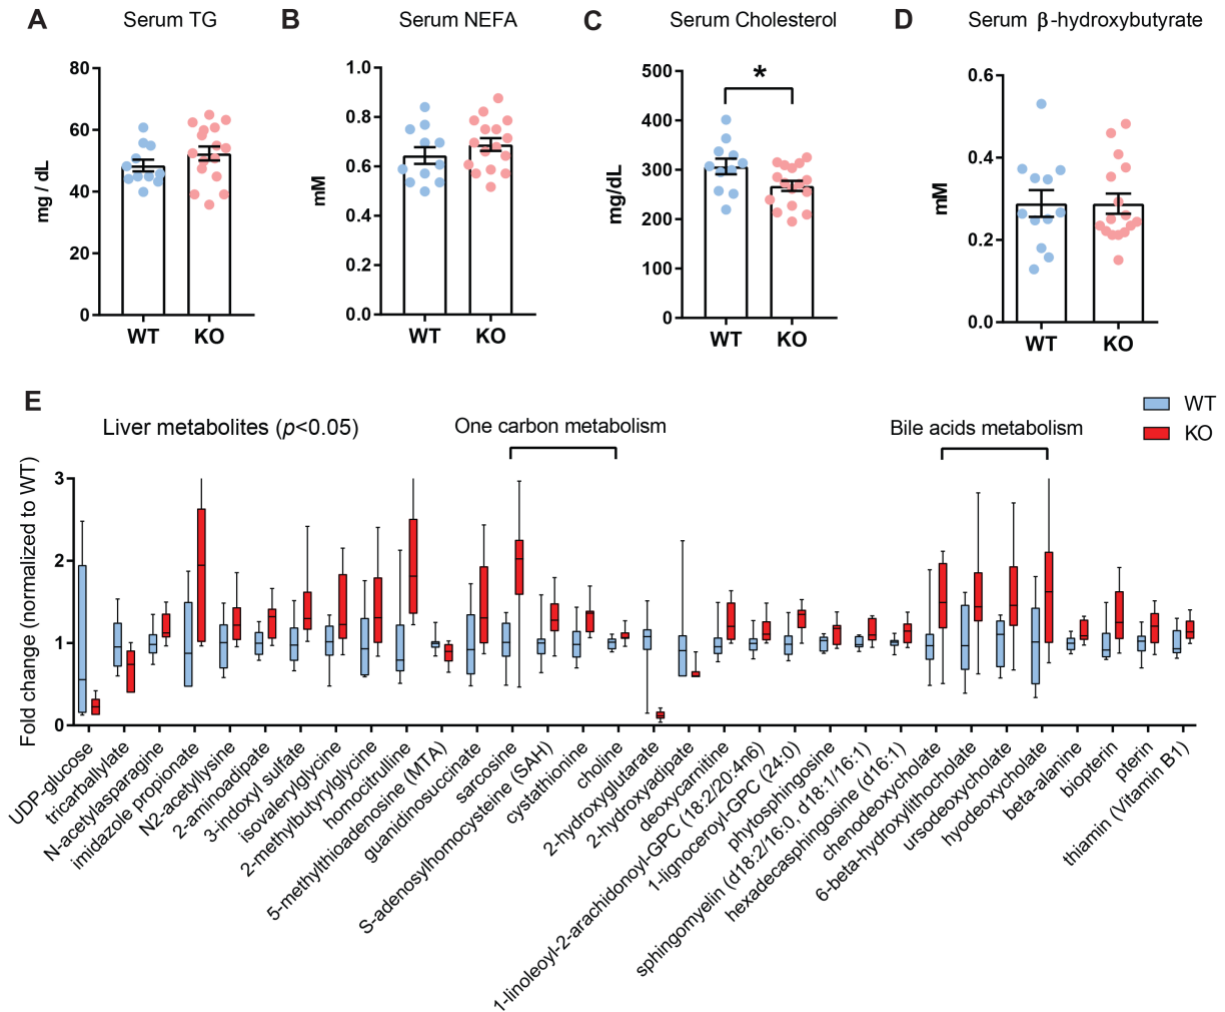 A Serum TG
B Serum NEFA
C Serum Cholesterol
D Serum β-hydroxybutyrate
mg / dL
80
60
40
20
0
WT KO
mM
1.0
0.8
0.6
0.4
0.2
0.0
WT KO
mg/dL
500
400
300
200
100
0
*
WT KO
mM
0.6
0.4
0.2
0.0
WT KO
E
Liver metabolites (p<0.05)
One carbon metabolism
Bile acids metabolism
WT
KO
Fold change (normalized to WT)
3
2
1
0
UDP-glucose
tricarballylate
N-acetylasparagine
imidazole propionate
N2-acetyllysine
2-aminoadipate
3-indoxyl sulfate
isovalerylglycine
2-methylbutyrylglycine
homocitrulline
5-methylthioadenosine (MTA)
guanidinosuccinate
sarcosine
S-adenosylhomocysteine (SAH)
cystathionine
choline
2-hydroxyglutarate
2-hydroxyadipate
deoxycarnitine
1-linoleoyl-2-arachidonoyl-GPC (18:2/20:4n6)
1-lignoceroyl-GPC (24:0)
phytosphingosine
sphingomyelin (d18:2/16:0, d18:1/16:1)
hexadecasphingosine (d16:1)
chenodeoxycholate
6-beta-hydroxylithocholate
ursodeoxycholate
hyodeoxycholate
beta-alanine
biopterin
pterin
thiamin (Vitamin B1)